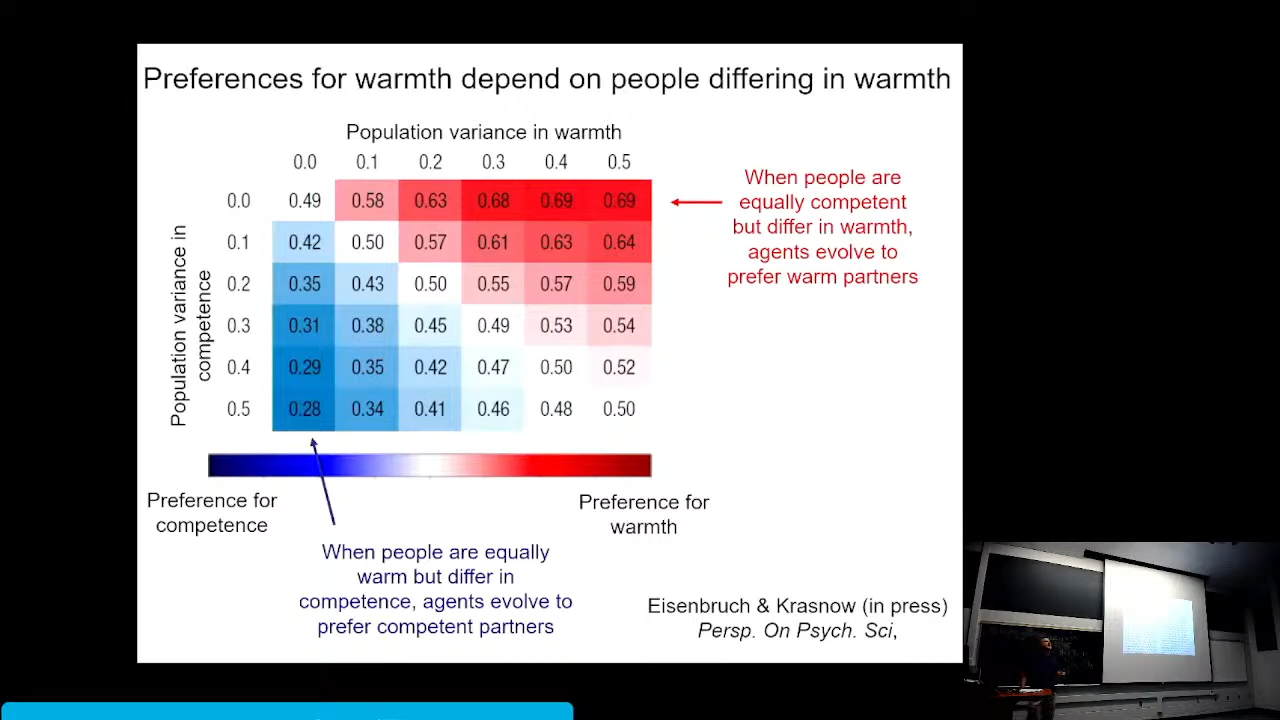 Preferences for warmth depend on people differing in warmth
Population variance in warmth
0.0 0.1 0.2 0.3 0.4 0.5
Population variance in
competence
0.0 0.49 0.58 0.63 0.68 0.69 0.69
0.1 0.42 0.50 0.57 0.61 0.63 0.64
0.2 0.35 0.43 0.50 0.55 0.57 0.59
0.3 0.31 0.38 0.45 0.49 0.53 0.54
0.4 0.29 0.35 0.42 0.47 0.50 0.52
0.5 0.28 0.34 0.41 0.46 0.48 0.50
When people are
equally competent
but differ in warmth,
agents evolve to
prefer warm partners
Preference for
competence
Preference for
warmth
When people are equally
warm but differ in
competence, agents evolve to
prefer competent partners
Eisenbruch & Krasnow (in press)
Persp. On Psych. Sci,